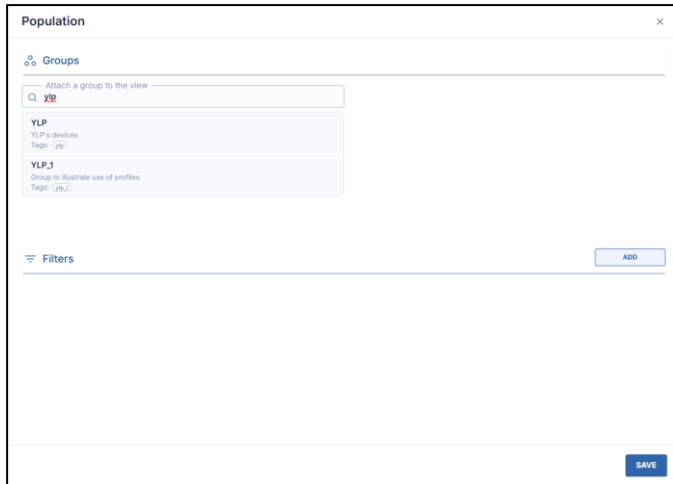 Population
Groups
Attach a group to the view
ylp
YLP
YLP's devices
Tags: ylp
YLP_1
Group to illustrate use of profiles
Tags: ylp_1
Filters
ADD
SAVE